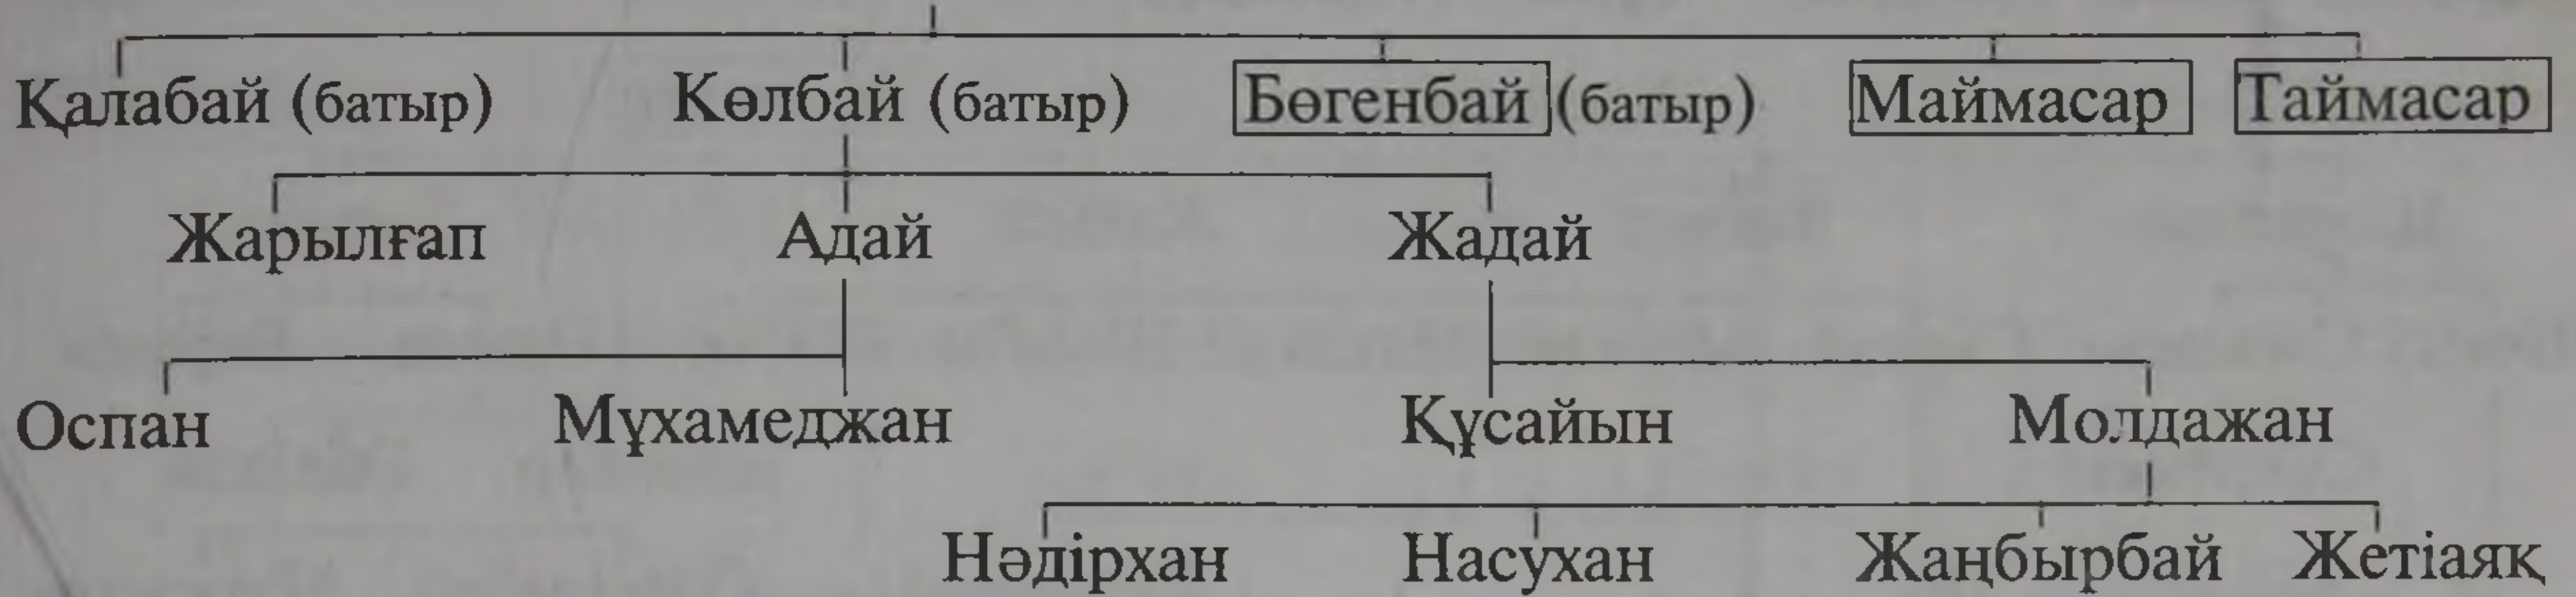 Қалабай (батыр) Көлбай (батыр) Бөгенбай (батыр) Маймасар Таймасар
Жарылғап Адай Жадай
Оспан Мұхамеджан Құсайын Молдажан
Нәдірхан Насухан Жаңбырбай Жетіаяқ